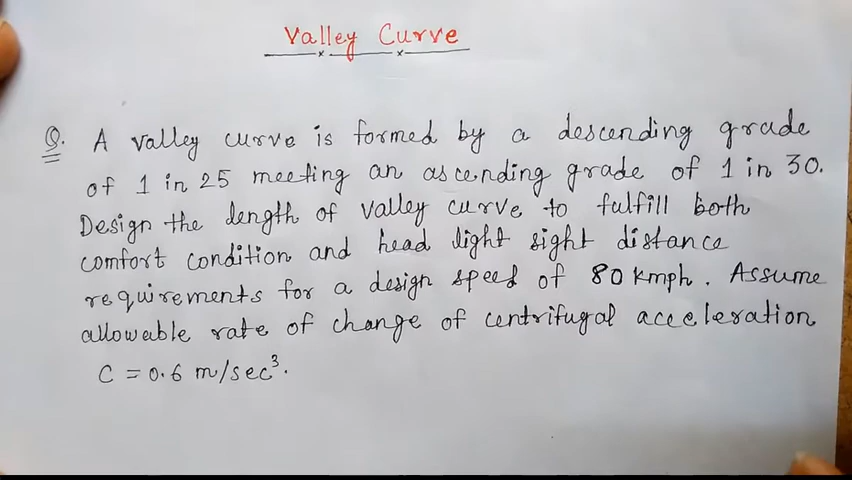 Valley Curve
Q. A valley curve is formed by a descending grade
of 1 in 25 meeting an ascending grade of 1 in 30.
Design the length of valley curve to fulfill both
comfort condition and head light sight distance
requirements for a design speed of 80 kmph. Assume
allowable rate of change of centrifugal acceleration
C = 0.6 m/sec³.